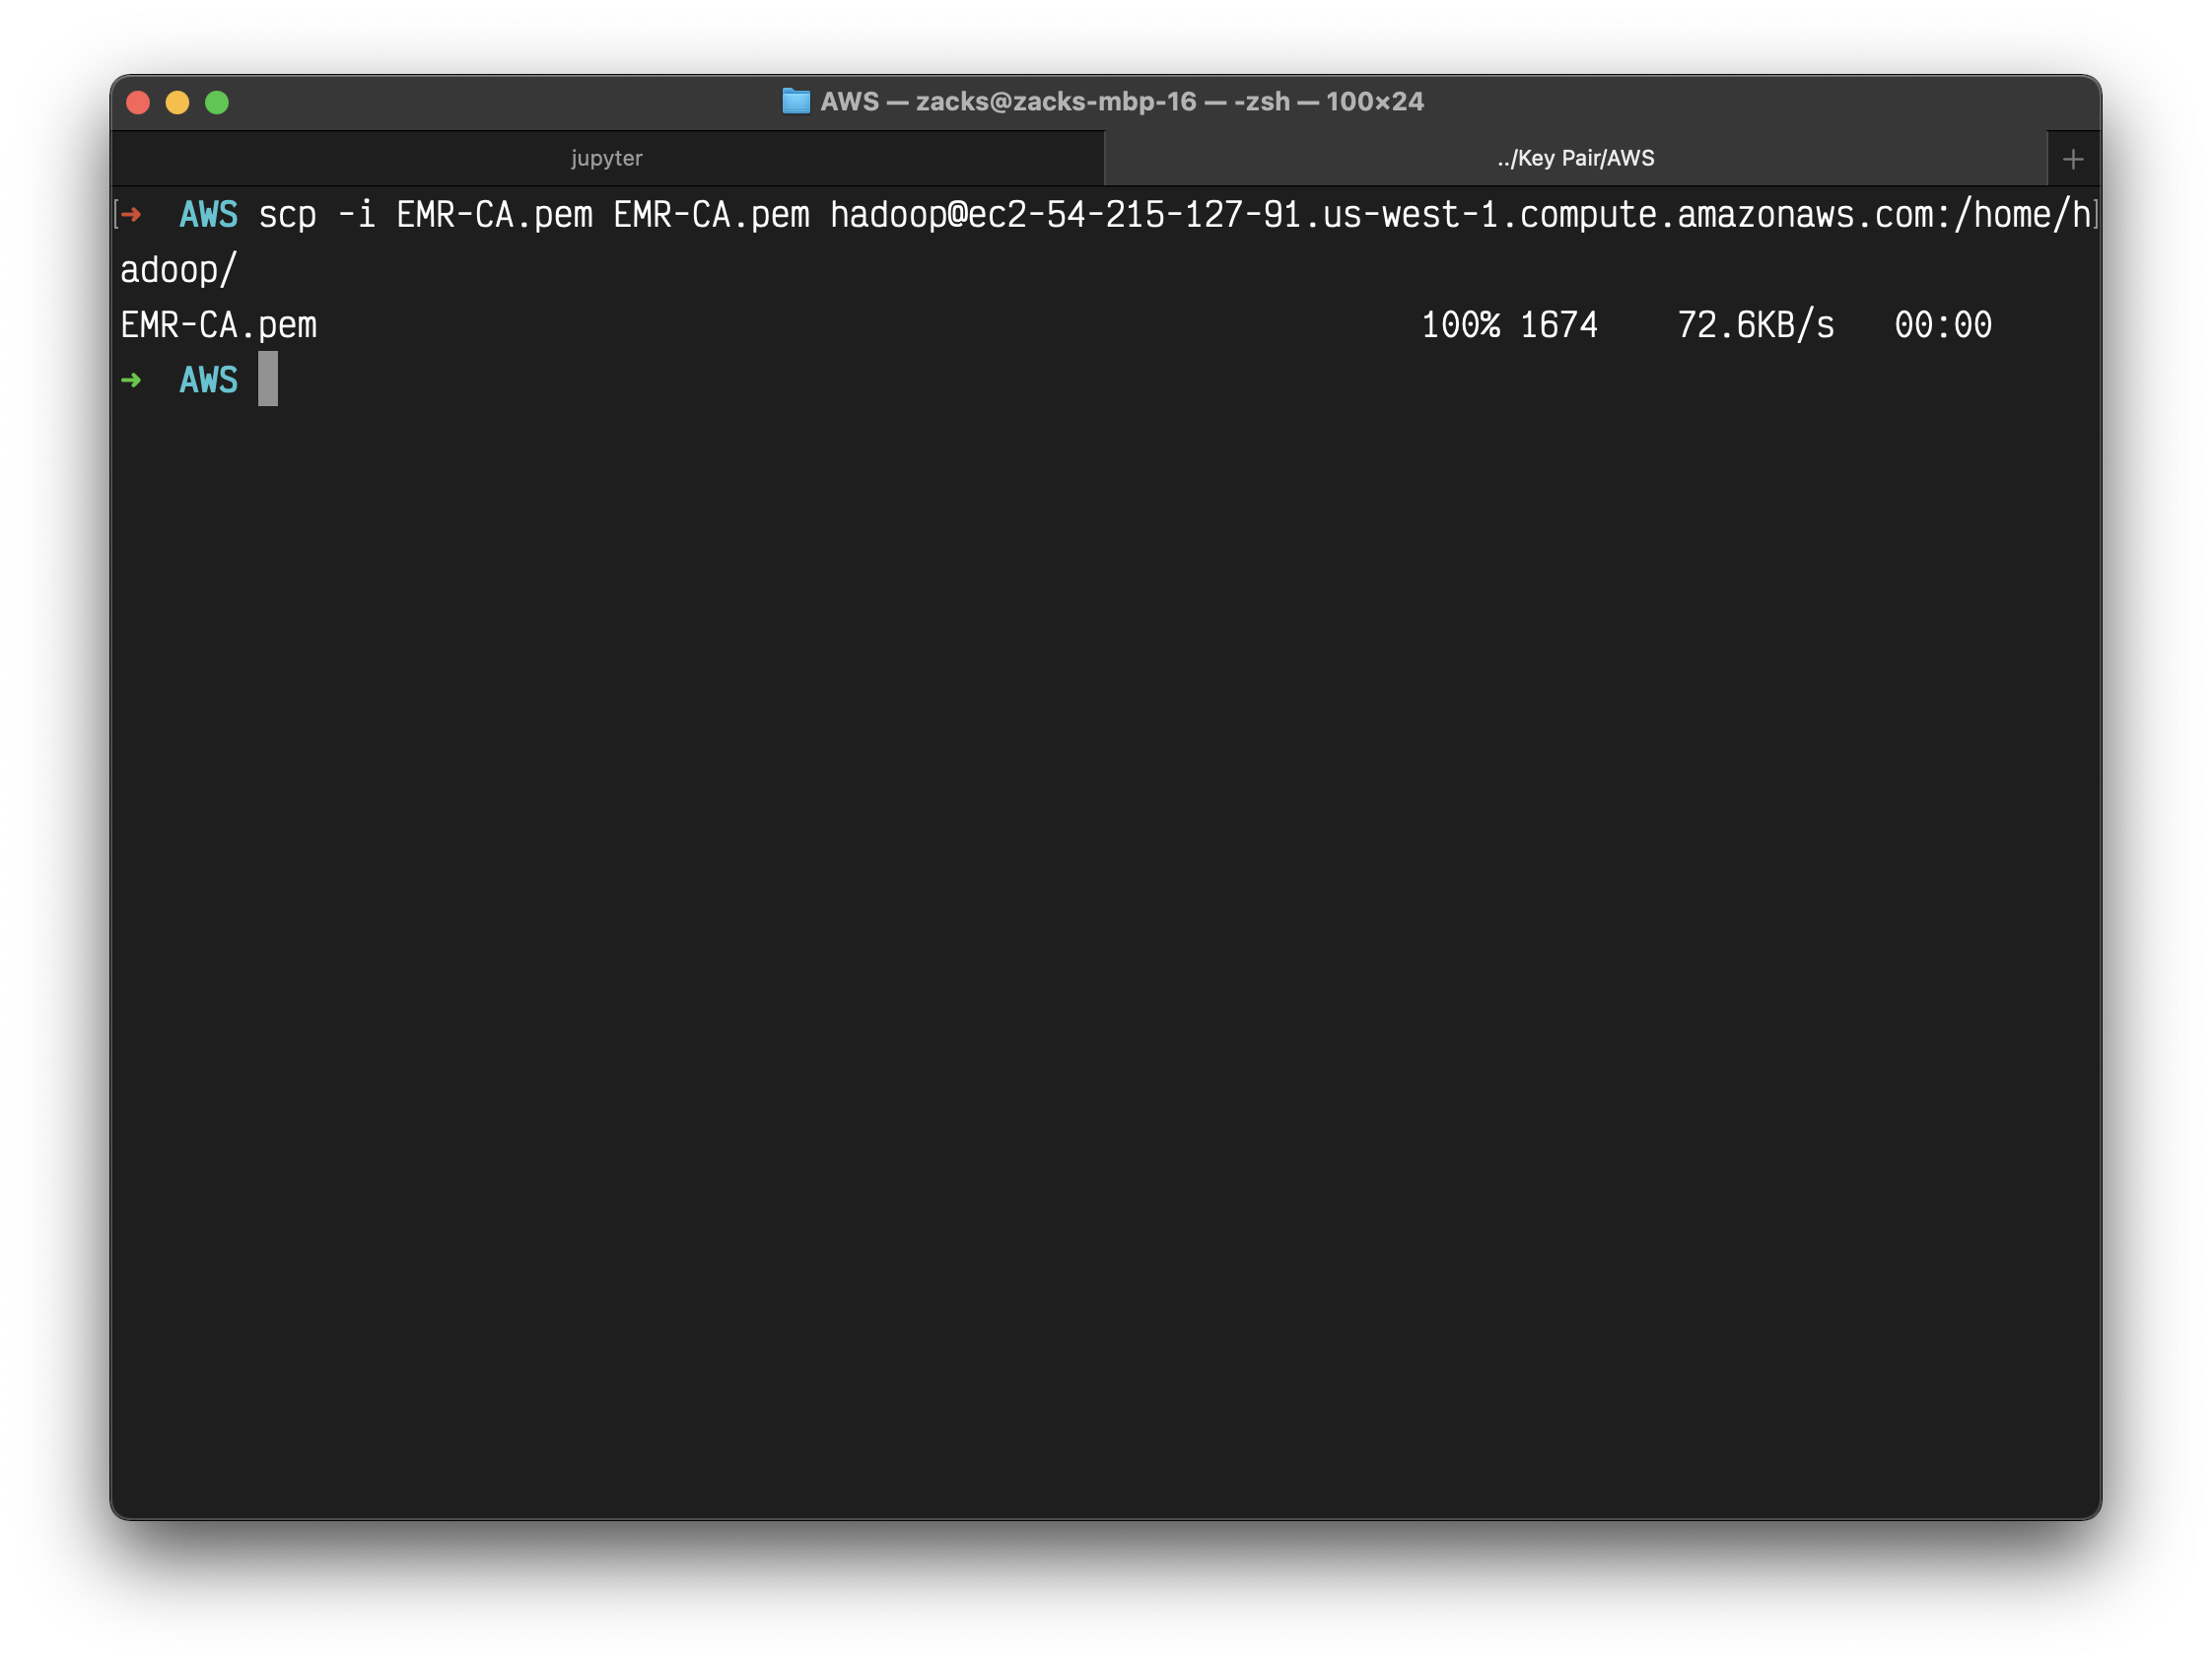 AWS — zacks@zacks-mbp-16 — -zsh — 100×24
jupyter
../Key Pair/AWS
+
[➜  AWS scp -i EMR-CA.pem EMR-CA.pem hadoop@ec2-54-215-127-91.us-west-1.compute.amazonaws.com:/home/h]
adoop/
EMR-CA.pem 100% 1674 72.6KB/s 00:00
➜  AWS